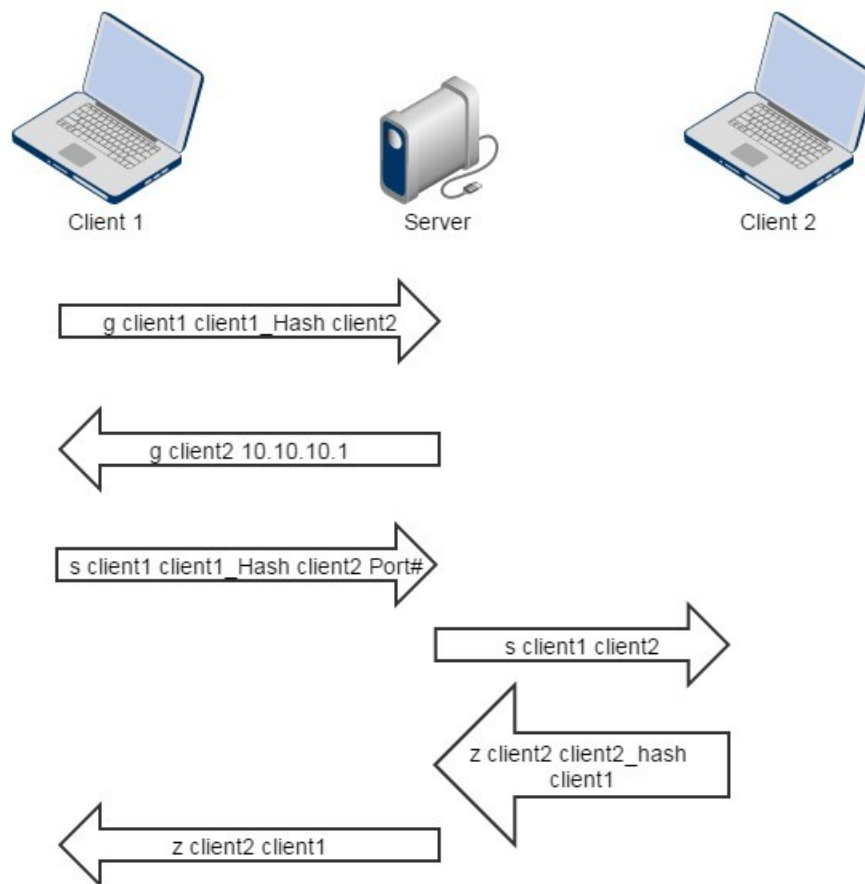 Client 1
Server
Client 2
g client1 client1_Hash client2
g client2 10.10.10.1
s client1 client1_Hash client2 Port#
s client1 client2
z client2 client2_hash
client1
z client2 client1